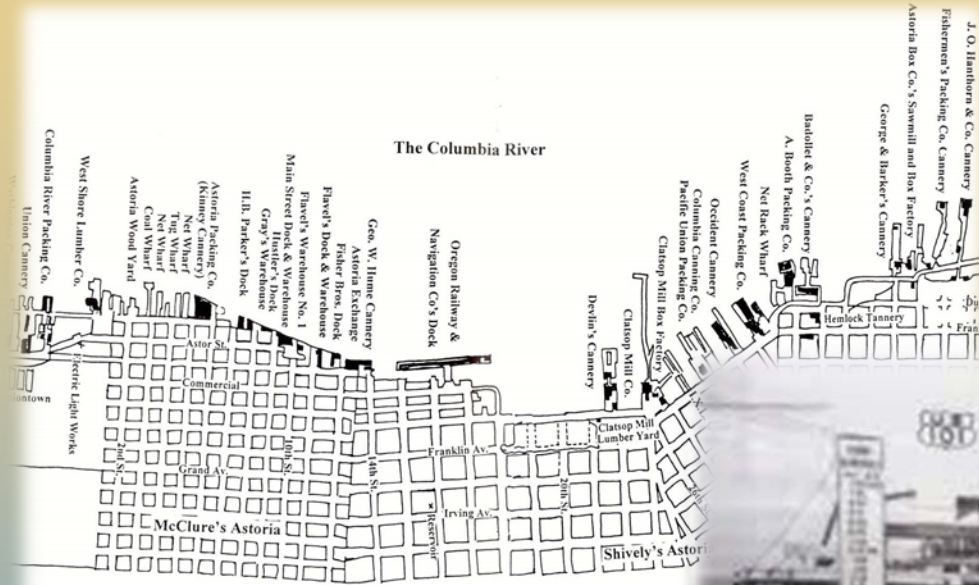 The Columbia River
Union Cannery
Columbia River Packing Co.
West Shore Lumber Co.
Astoria Wood Yard
Coal Wharf
Net Wharf
Tug Wharf
Net Wharf
Astoria Packing Co.
(Kinney Cannery)
H.B. Parker's Dock
Gray's Warehouse
Hustler's Dock
Main Street Dock & Warehouse
Flavel's Warehouse No. 1
Flavel's Dock & Warehouse
Fisher Bros. Dock
Astoria Exchange
Geo. W. Hume Cannery
Navigation Co's Dock
Oregon Railway &
Devlin's Cannery
Clatsop Mill Co.
Clatsop Mill Box Factory
Pacific Union Packing Co.
Columbia Canning Co.
Occident Cannery
West Coast Packing Co.
Net Rack Wharf
A. Booth Packing Co.
Badollet & Co.'s Cannery
George & Barker's Cannery
Astoria Box Co.'s Sawmill and Box Factory
Fishermen's Packing Co. Cannery
J. O. Hanthorn & Co. Cannery
Hemlock Tannery
Fran
Astor St.
Commercial
Electric Light Works
iontown
2nd St.
Grand Av.
10th St.
14th St.
Franklin Av.
Clatsop Mill
Lumber Yard
20th St.
Irving Av.
Reservoir
McClure's Astoria
Shively's Astori